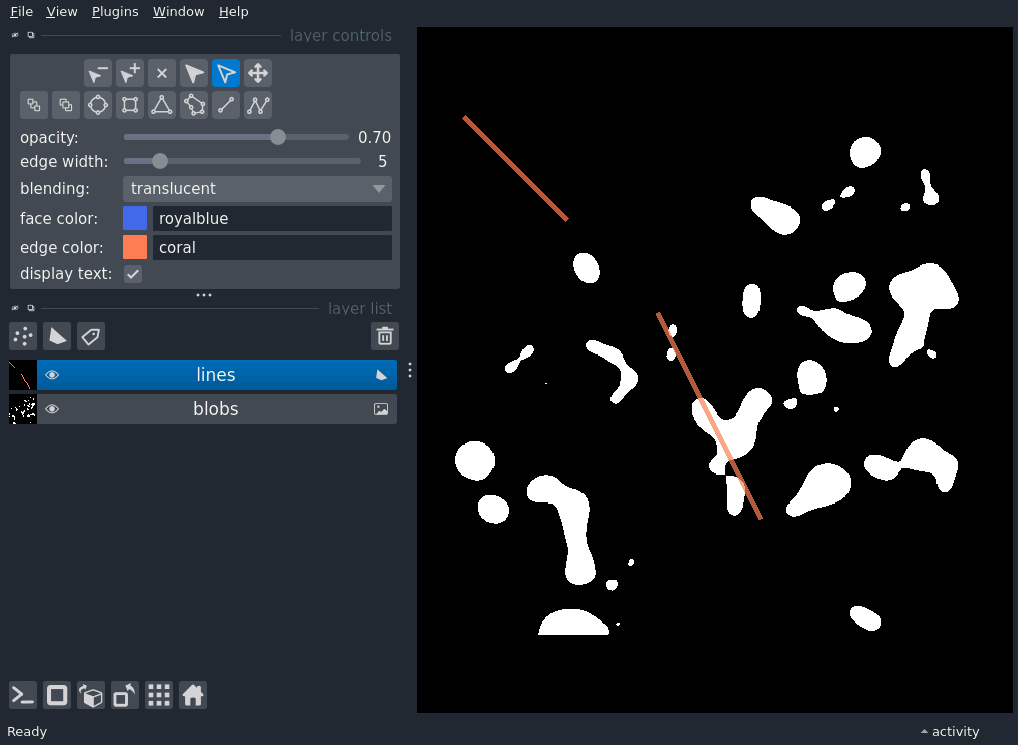 File View Plugins Window Help
layer controls
opacity: 0.70
edge width: 5
blending: translucent
face color: royalblue
edge color: coral
display text:
layer list
lines
blobs
Ready
activity